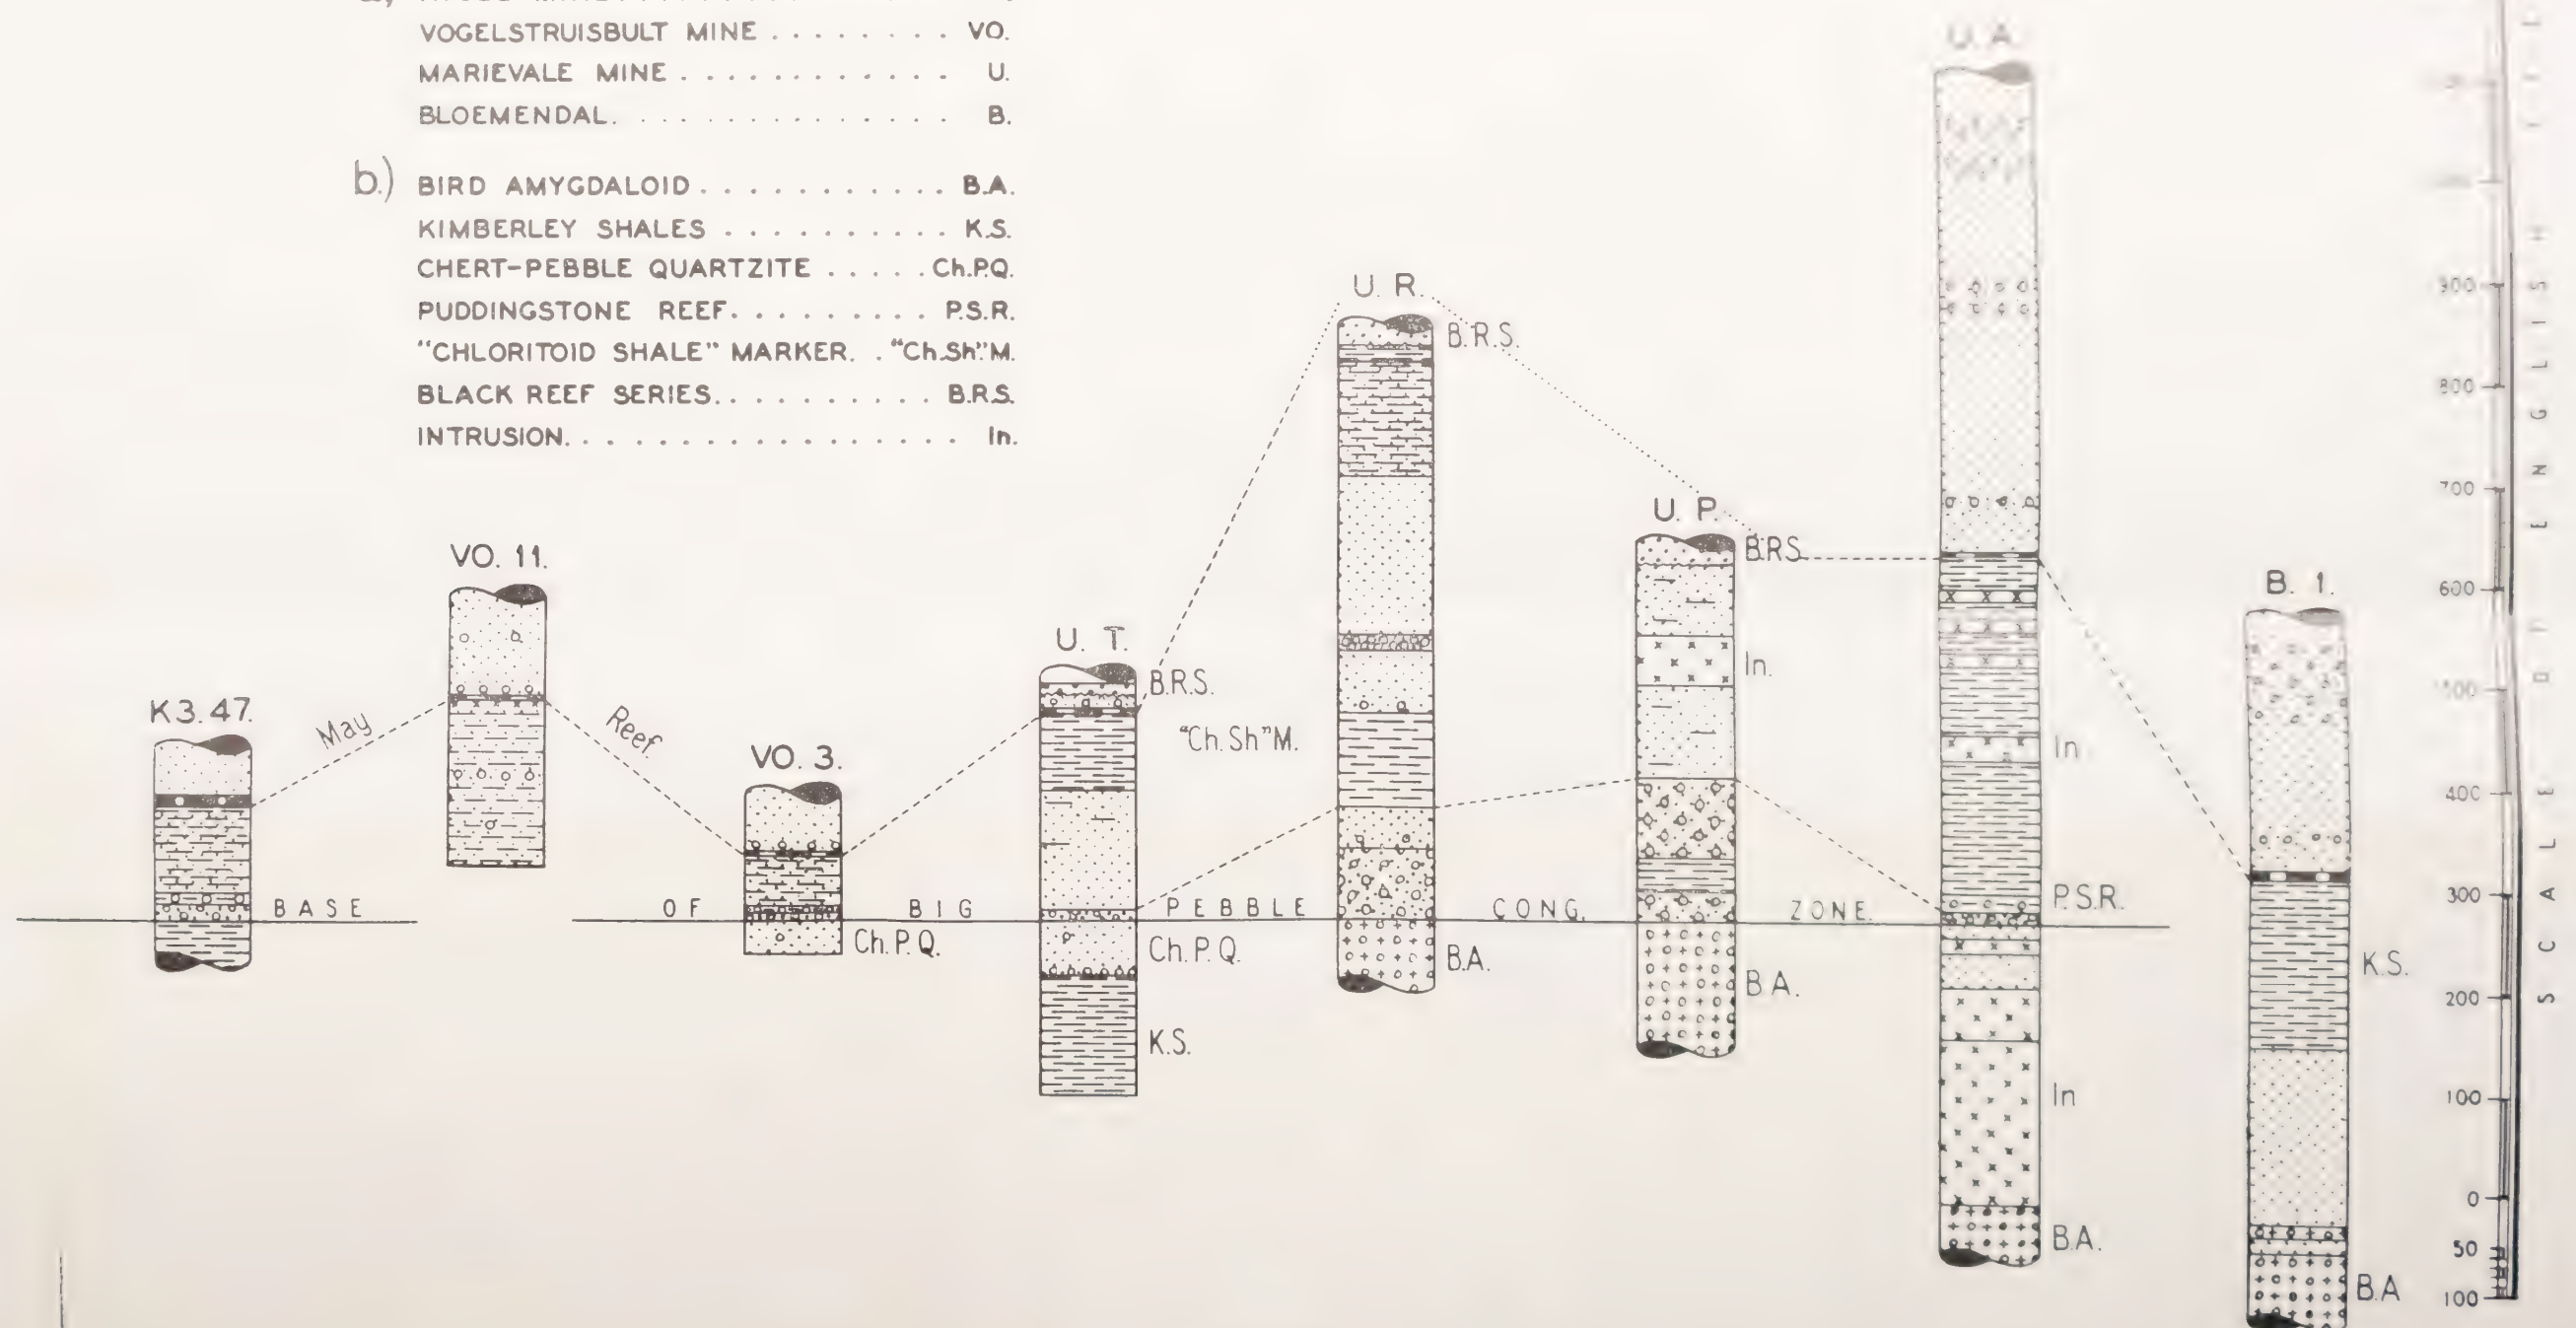 VOGELSTRUISBULT MINE ........ VO.
MARIEVALE MINE ............ U.
BLOEMENDAL. ............. B.
b.) BIRD AMYGDALOID ........... B.A.
KIMBERLEY SHALES .......... K.S.
CHERT-PEBBLE QUARTZITE ..... Ch.P.Q.
PUDDINGSTONE REEF.......... P.S.R.
"CHLORITOID SHALE" MARKER. . "Ch.Sh".M.
BLACK REEF SERIES........... B.R.S.
INTRUSION.................. In.
K3.47.
May
VO. 11.
Reef
VO. 3.
Ch.P.Q.
U. T.
B.R.S.
"Ch.Sh"M.
Ch.P.Q.
K.S.
U. R.
B.R.S.
B.A.
U. P.
B.R.S.
In.
B.A.
U. A.
In
P.S.R.
In
B.A.
B. 1.
K.S.
B.A
BASE OF BIG PEBBLE CONG. ZONE.
900
800
700
600
400
300
200
100
0
50
100
SCALE OF ENGLISH